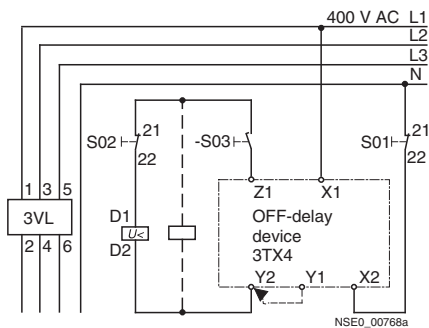 400 V AC L1
L2
L3
N
S02 21 22
-S03
S01 21 22
1 3 5
3VL
2 4 6
Z1 X1
D1
U<
D2
OFF-delay
device
3TX4
Y2 Y1 X2
NSE0_00768a